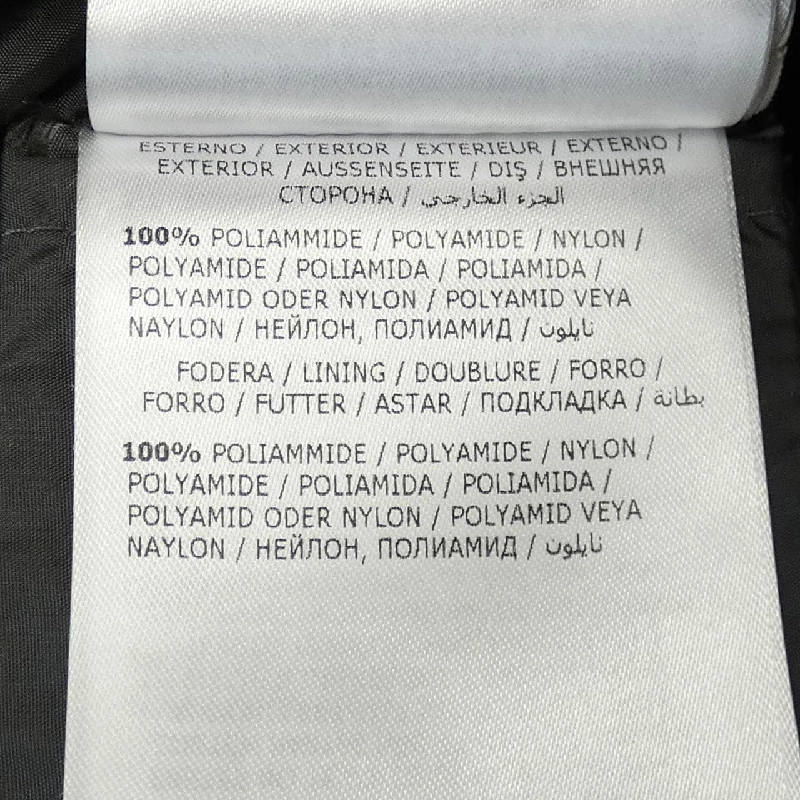 ESTERNO / EXTERIOR / EXTERIEUR / EXTERNO /
EXTERIOR / AUSSENSEITE / DIŞ / ВНЕШНЯЯ
СТОРОНА / الجزء الخارجي
100% POLIAMMIDE / POLYAMIDE / NYLON /
POLYAMIDE / POLIAMIDA / POLIAMIDA /
POLYAMID ODER NYLON / POLYAMID VEYA
NAYLON / НЕЙЛОН, ПОЛИАМИД / نايلون
FODERA / LINING / DOUBLURE / FORRO /
FORRO / FUTTER / ASTAR / ПОДКЛАДКА / بطانة
100% POLIAMMIDE / POLYAMIDE / NYLON /
POLYAMIDE / POLIAMIDA / POLIAMIDA /
POLYAMID ODER NYLON / POLYAMID VEYA
NAYLON / НЕЙЛОН, ПОЛИАМИД / نايلون